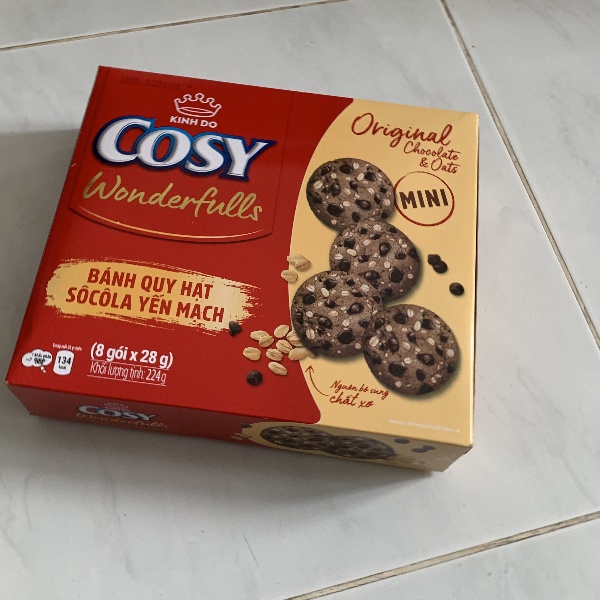 KINH DO
COSY
Wonderfulls
Original
Chocolate
& Oats
MINI
BÁNH QUY HẠT
SÔCÔLA YẾN MẠCH
134
(8 gói x 28 g)
Khối lượng tịnh: 224g
Nguồn bổ sung
chất xơ
COSY
Wonderfulls